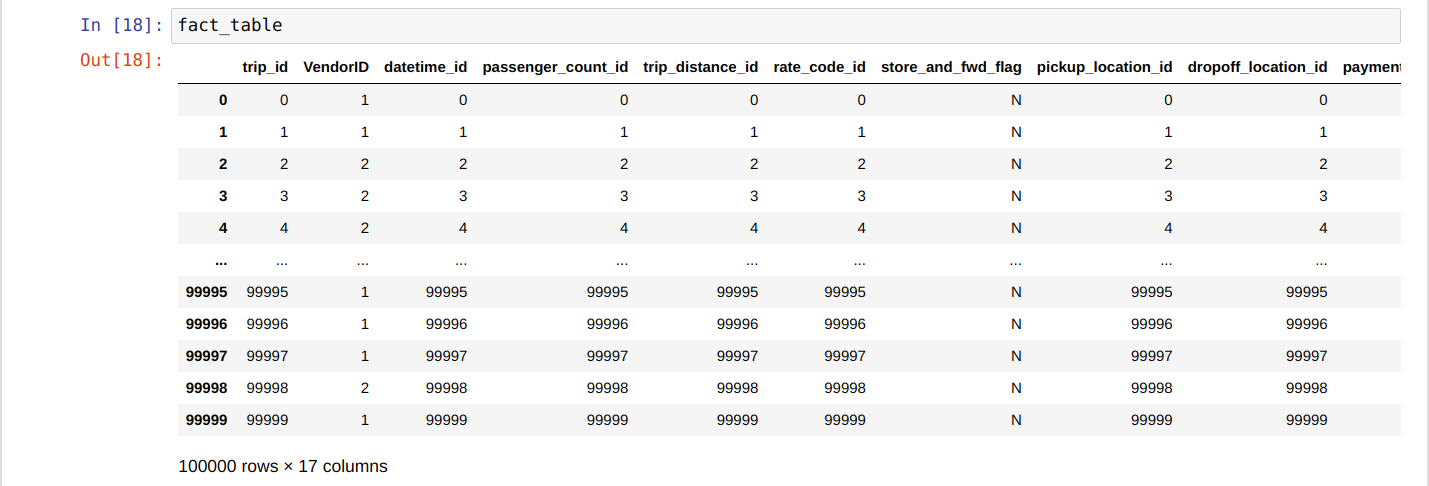 In [18]: fact_table
Out[18]:
trip_id VendorID datetime_id passenger_count_id trip_distance_id rate_code_id store_and_fwd_flag pickup_location_id dropoff_location_id paymen
0 0 1 0 0 0 0 N 0 0
1 1 1 1 1 1 1 N 1 1
2 2 2 2 2 2 2 N 2 2
3 3 2 3 3 3 3 N 3 3
4 4 2 4 4 4 4 N 4 4
... ... ... ... ... ... ... ... ... ...
99995 99995 1 99995 99995 99995 99995 N 99995 99995
99996 99996 1 99996 99996 99996 99996 N 99996 99996
99997 99997 1 99997 99997 99997 99997 N 99997 99997
99998 99998 2 99998 99998 99998 99998 N 99998 99998
99999 99999 1 99999 99999 99999 99999 N 99999 99999
100000 rows × 17 columns